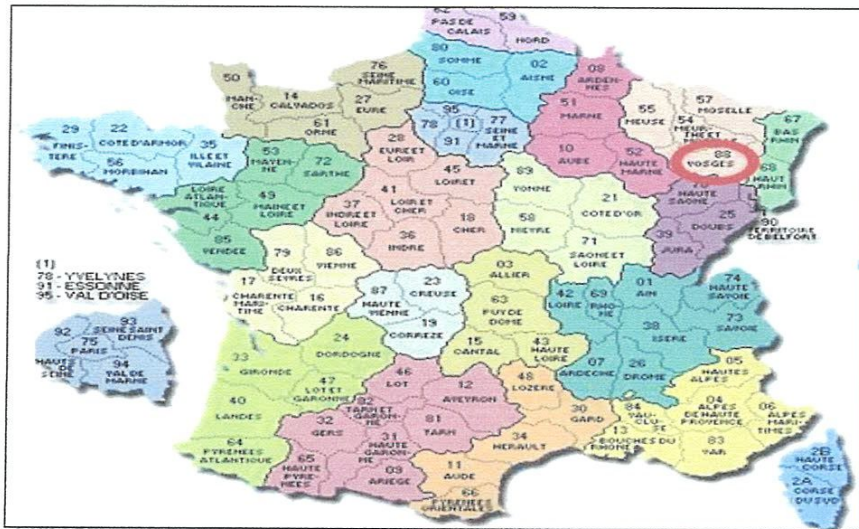 62
PAS DE
CALAIS
59
NORD
80
SOMME
76
SEINE
MARITIME
02
AISNE
60
OISE
08
ARDEN-
NES
50
MAN-
CHE
14
CALVADOS
27
EURE
61
ORNE
95
78
(1)
91
77
SEINE
ET
MARNE
51
MARNE
10
AUBE
52
HAUTE
MARNE
55
MEUSE
54
MEUR-
THE ET
57
MOSELLE
67
BAS
RHIN
88
VOSGES
68
HAUT
RHIN
29
FINIS-
TERE
22
COTE D'ARMOR
56
MORBIHAN
35
ILLE ET
VILAINE
53
MAYEN-
NE
72
SARTHE
28
EURE ET
LOIR
45
LOIRET
41
LOIR ET
CHER
37
INDRE ET
LOIRE
18
CHER
36
INDRE
89
YONNE
21
COTE D'OR
58
NIEVRE
71
SAONE ET
LOIRE
HAUTE
SAONE
25
DOUBS
39
JURA
90
TERRITOIRE
DE BELFORT
LOIRE
ATLAN-
TIQUE
44
49
MAINE ET
LOIRE
85
VENDEE
79
DEUX
SEVRES
86
VIENNE
17
CHARENTE
MARI-
TIME
16
CHARENTE
87
HAUTE
VIENNE
23
CREUSE
19
CORREZE
03
ALLIER
63
PUY DE
DOME
15
CANTAL
43
HAUTE
LOIRE
42
LOIRE
69
RHO-
NE
01
AIN
74
HAUTE
SAVOIE
73
SAVOIE
38
ISERE
07
ARDECHE
26
DROME
05
HAUTES
ALPES
(1)
78 - YVELYNES
91 - ESSONNE
95 - VAL D'OISE
92
93
SEINE SAINT
DENIS
75
PARIS
HAUTS
DE
SEINE
94
VAL DE
MARNE
24
DORDOGNE
33
GIRONDE
47
LOT ET
GARONNE
40
LANDES
64
PYRENEES
ATLANTIQUE
46
LOT
12
AVEYRON
82
TARN ET
GARON-
NE
32
GERS
81
TARN
31
HAUTE
GARON-
NE
65
HAUTE
PYRE-
NEES
09
ARIEGE
48
LOZERE
30
GARD
34
HERAULT
11
AUDE
66
PYRENEES
ORIENTALES
84
VAU-
CLU-
SE
04
ALPES
DE HAUTE
PROVENCE
06
ALPES
MARI-
TIMES
13
BOUCHES DU
RHONE
83
VAR
2B
HAUTE
CORSE
2A
CORSE
DU SUD